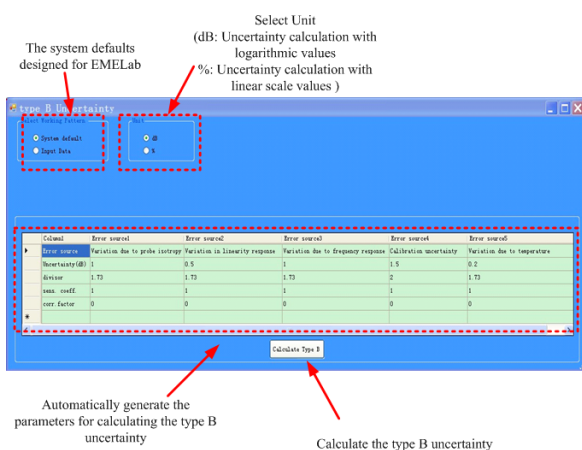 Select Unit
(dB: Uncertainty calculation with
logarithmic values
%: Uncertainty calculation with
linear scale values )
The system defaults
designed for EMELab
type B Uncertainty
Select Working Pattern
Unit
System default
dB
Input Data
%
Column1 Error source1 Error source2 Error source3 Error source4 Error source5
Error source Variation due to probe isotropy Variation in linearity response Variation due to frequency response Calibration uncertainty Variation due to temperature
Uncertainty(dB) 1 0.5 1 1.5 0.2
divisor 1.73 1.73 1.73 2 1.73
sens. coeff. 1 1 1 1 1
corr.factor 0 0 0 0 0
Calculate Type B
Automatically generate the
parameters for calculating the type B
uncertainty
Calculate the type B uncertainty